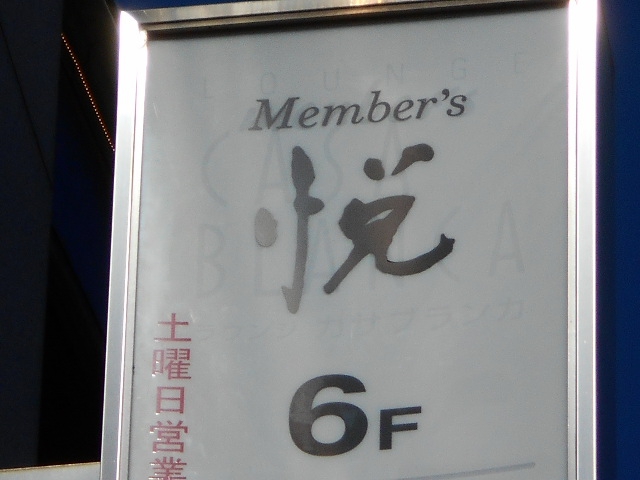 LOUNGE
Member's
CASA
悦
BLANKA
ラウンジ カサブランカ
土曜日営業
6F